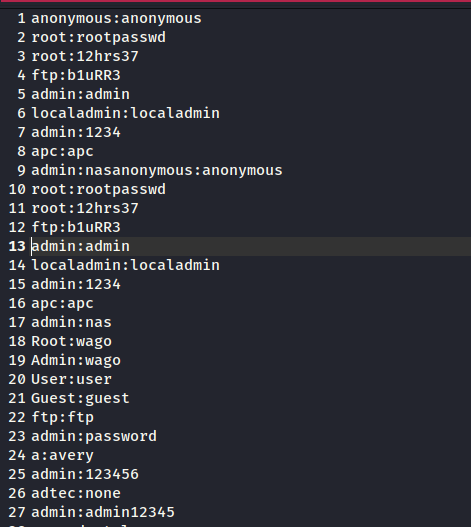 1 anonymous:anonymous
2 root:rootpasswd
3 root:12hrs37
4 ftp:b1uRR3
5 admin:admin
6 localadmin:localadmin
7 admin:1234
8 apc:apc
9 admin:nasanonymous:anonymous
10 root:rootpasswd
11 root:12hrs37
12 ftp:b1uRR3
13 admin:admin
14 localadmin:localadmin
15 admin:1234
16 apc:apc
17 admin:nas
18 Root:wago
19 Admin:wago
20 User:user
21 Guest:guest
22 ftp:ftp
23 admin:password
24 a:avery
25 admin:123456
26 adtec:none
27 admin:admin12345